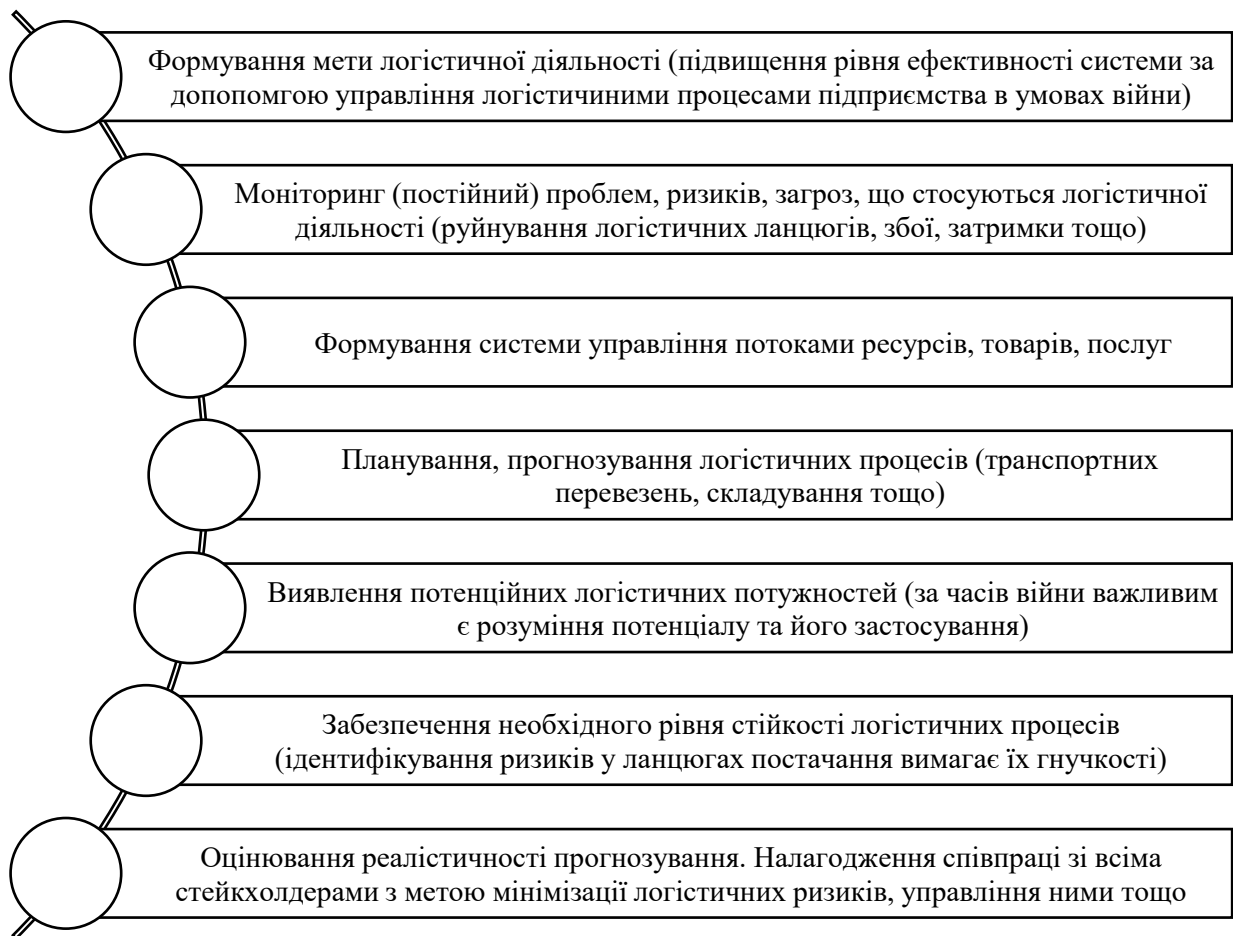 Формування мети логістичної діяльності (підвищення рівня ефективності системи за
допопомгою управління логістичиними процесами підприємства в умовах війни)
Моніторинг (постійний) проблем, ризиків, загроз, що стосуються логістичної
діяльності (руйнування логістичних ланцюгів, збої, затримки тощо)
Формування системи управління потоками ресурсів, товарів, послуг
Планування, прогнозування логістичних процесів (транспортних
перевезень, складування тощо)
Виявлення потенційних логістичних потужностей (за часів війни важливим
є розуміння потенціалу та його застосування)
Забезпечення необхідного рівня стійкості логістичних процесів
(ідентифікування ризиків у ланцюгах постачання вимагає їх гнучкості)
Оцінювання реалістичності прогнозування. Налагодження співпраці зі всіма
стейкхолдерами з метою мінімізації логістичних ризиків, управління ними тощо